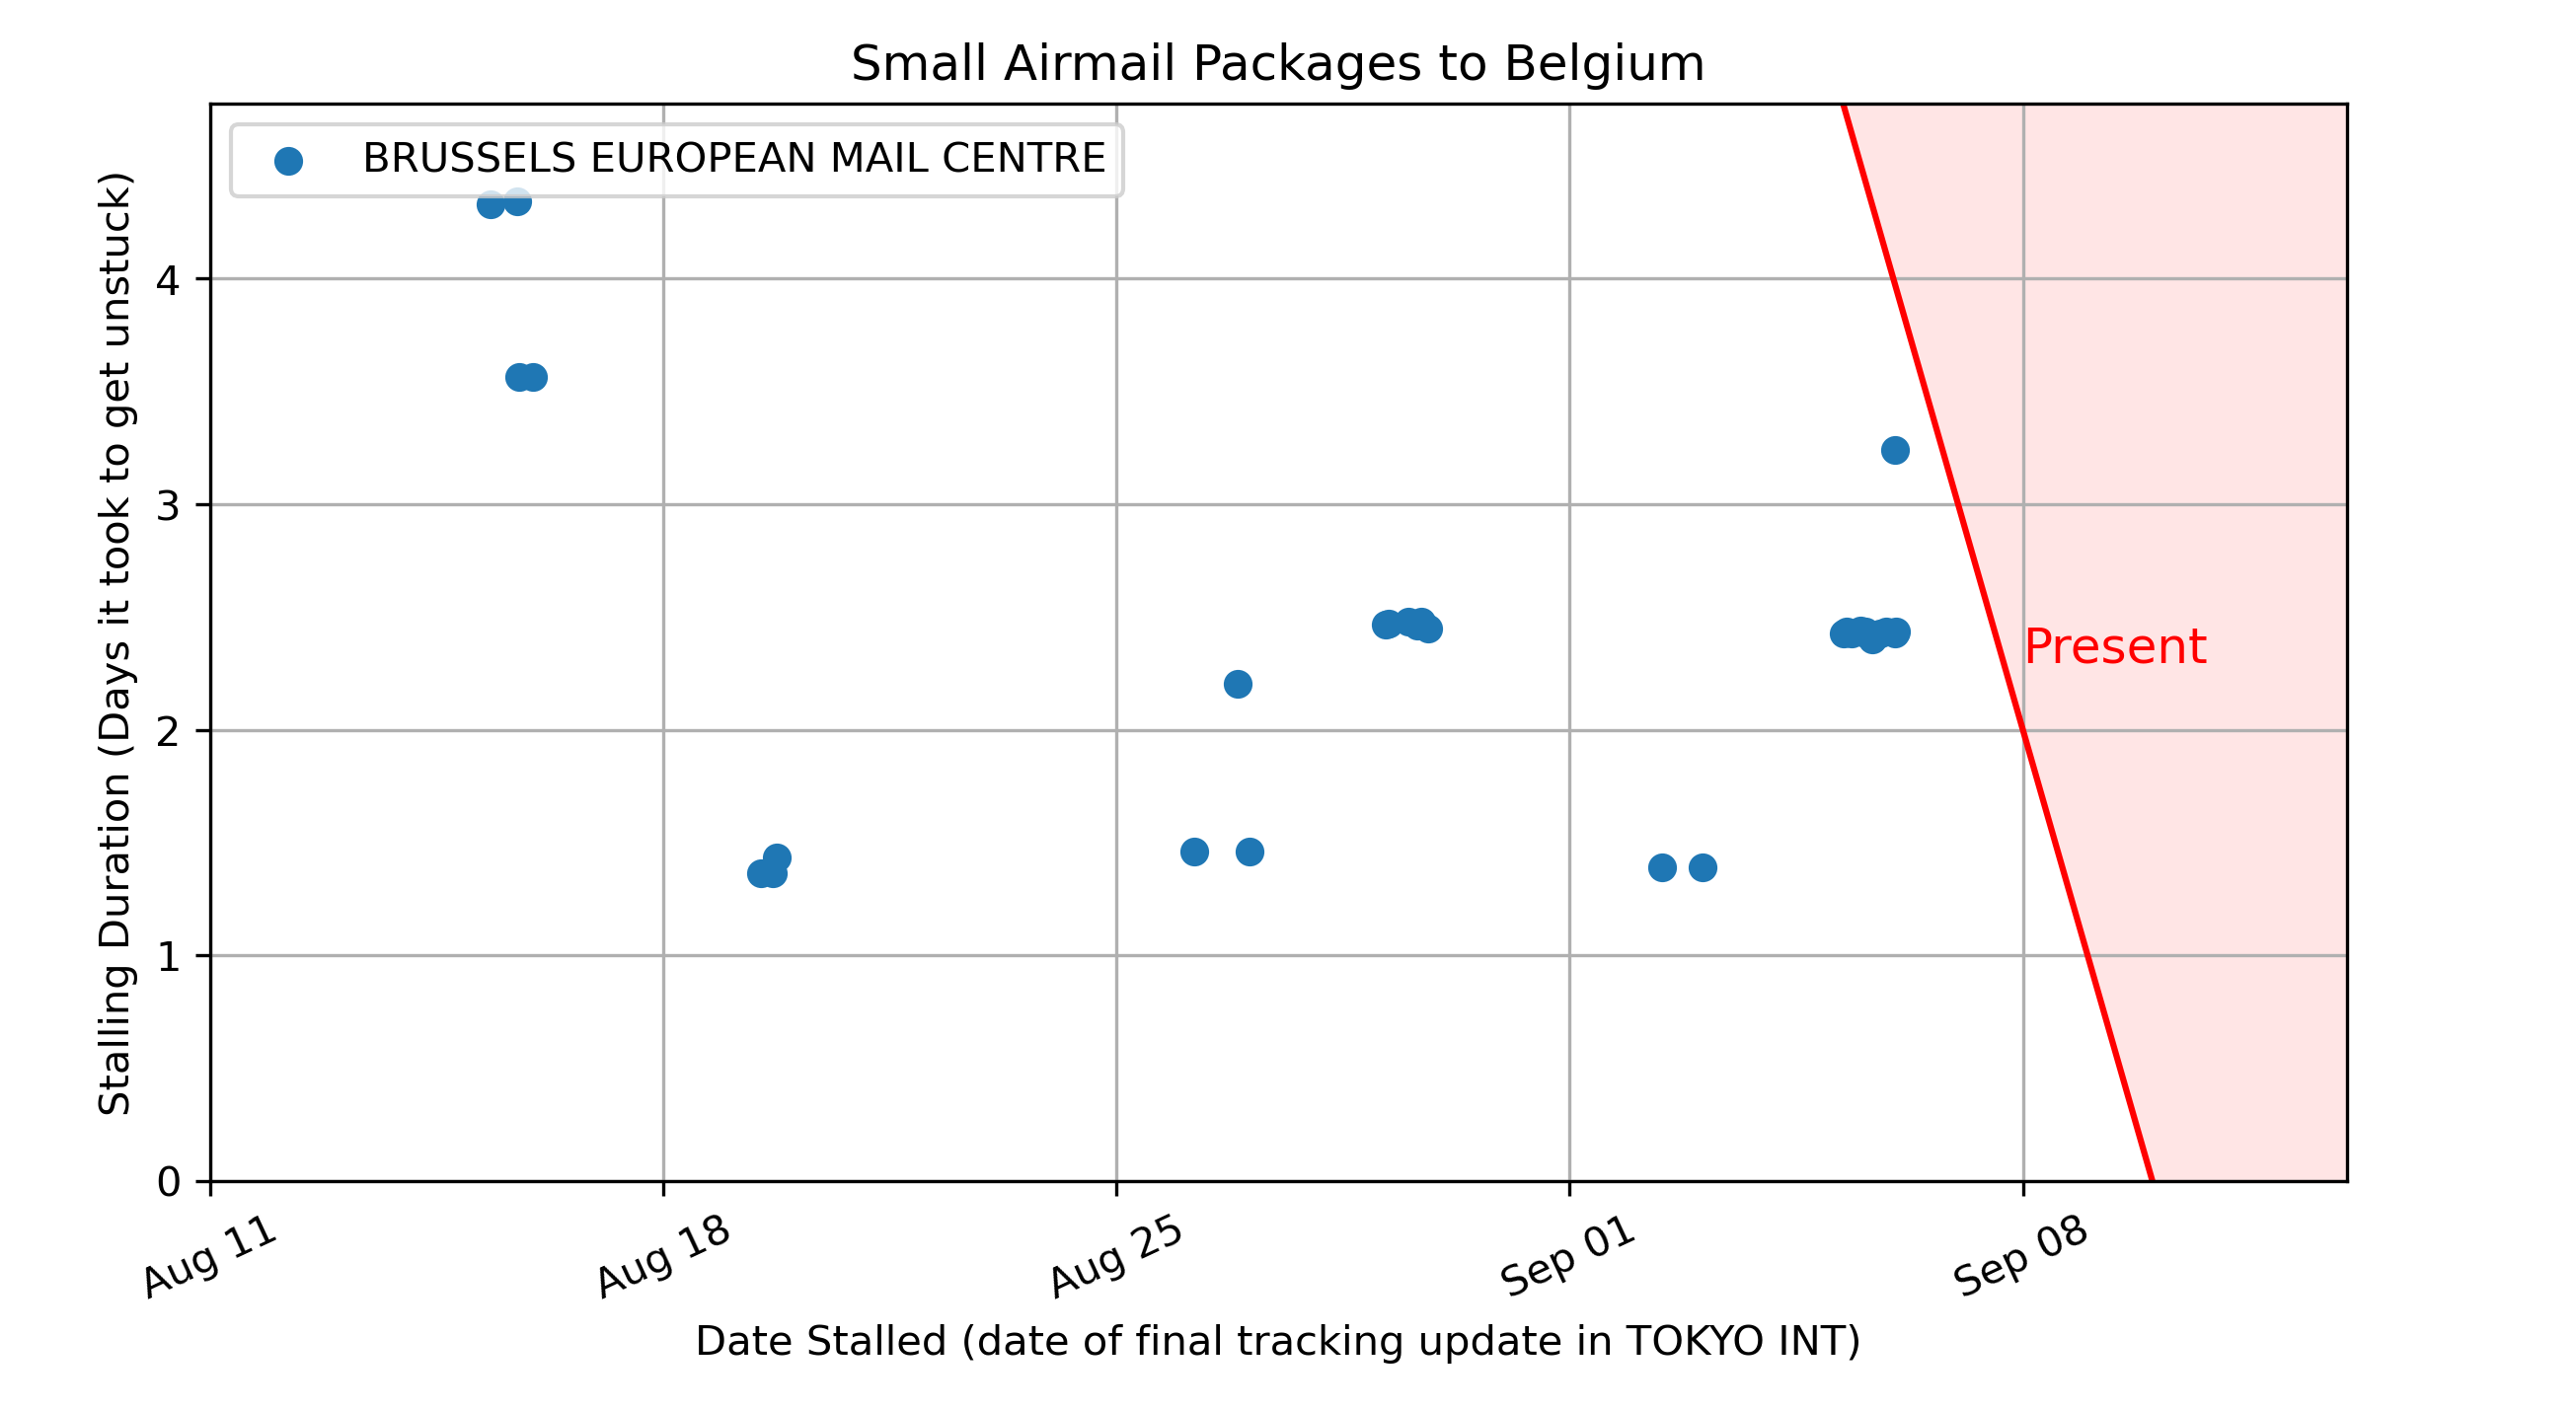 Small Airmail Packages to Belgium
BRUSSELS EUROPEAN MAIL CENTRE
Stalling Duration (Days it took to get unstuck)
4
3
2
1
0
Present
Aug 11
Aug 18
Aug 25
Sep 01
Sep 08
Date Stalled (date of final tracking update in TOKYO INT)